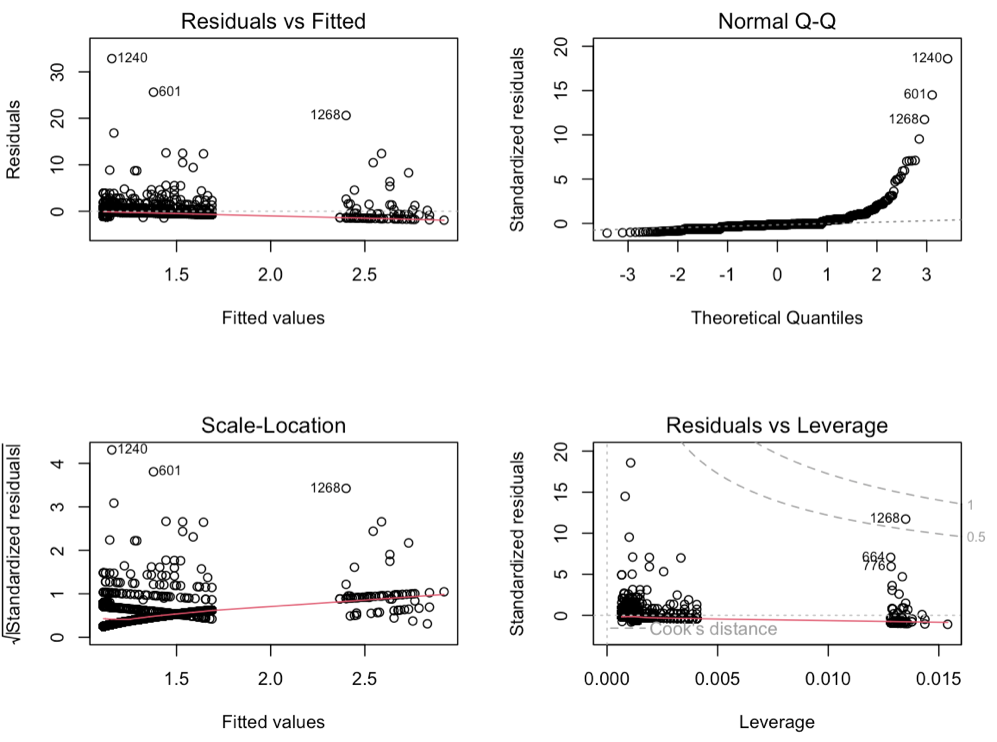 Residuals vs Fitted
Residuals
30
20
10
0
1240
601
1268
1.5 2.0 2.5
Fitted values
Normal Q-Q
Standardized residuals
20
15
10
5
0
1240
601
1268
-3 -2 -1 0 1 2 3
Theoretical Quantiles
Scale-Location
√|Standardized residuals|
4
3
2
1
0
1240
601
1268
1.5 2.0 2.5
Fitted values
Residuals vs Leverage
Standardized residuals
20
15
10
5
0
1
0.5
1268
664
776
Cook's distance
0.000 0.005 0.010 0.015
Leverage